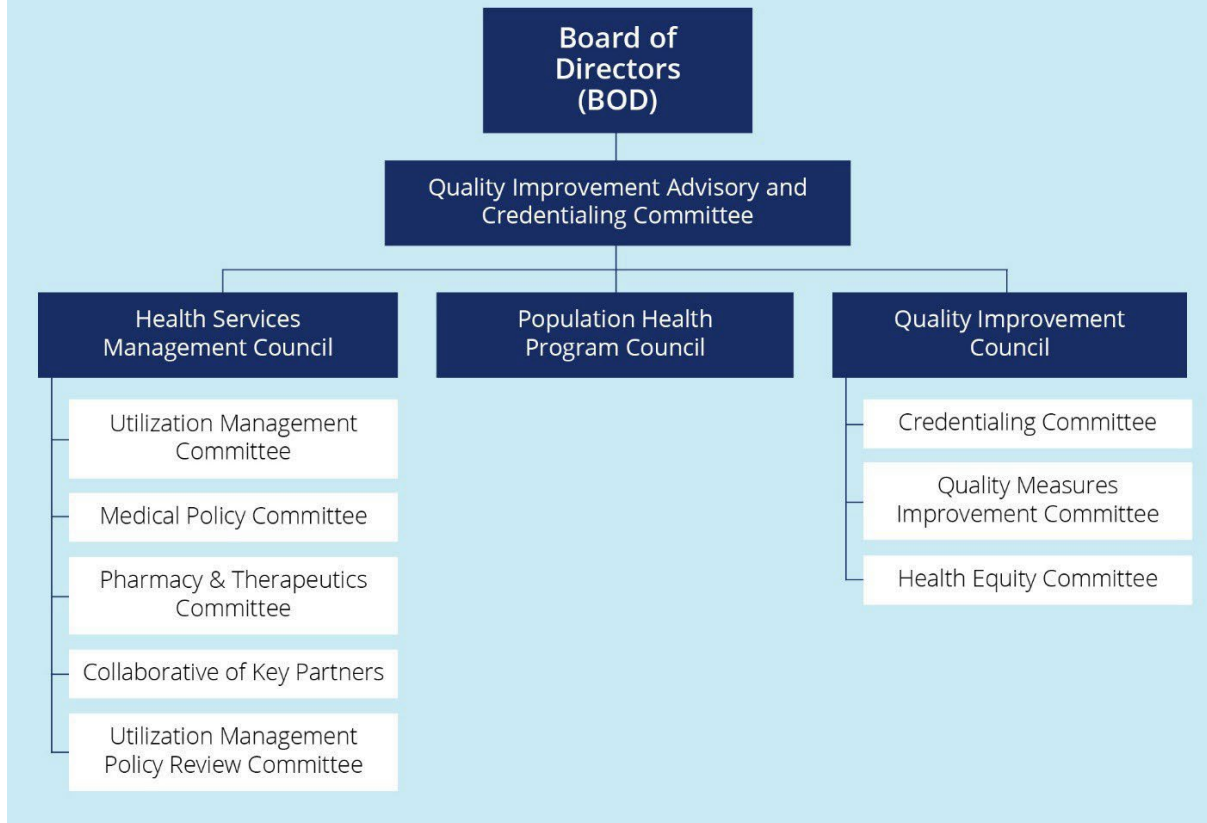 Board of
Directors
(BOD)
Quality Improvement Advisory and
Credentialing Committee
Health Services
Management Council
Population Health
Program Council
Quality Improvement
Council
Utilization Management
Committee
Medical Policy Committee
Pharmacy & Therapeutics
Committee
Collaborative of Key Partners
Utilization Management
Policy Review Committee
Credentialing Committee
Quality Measures
Improvement Committee
Health Equity Committee